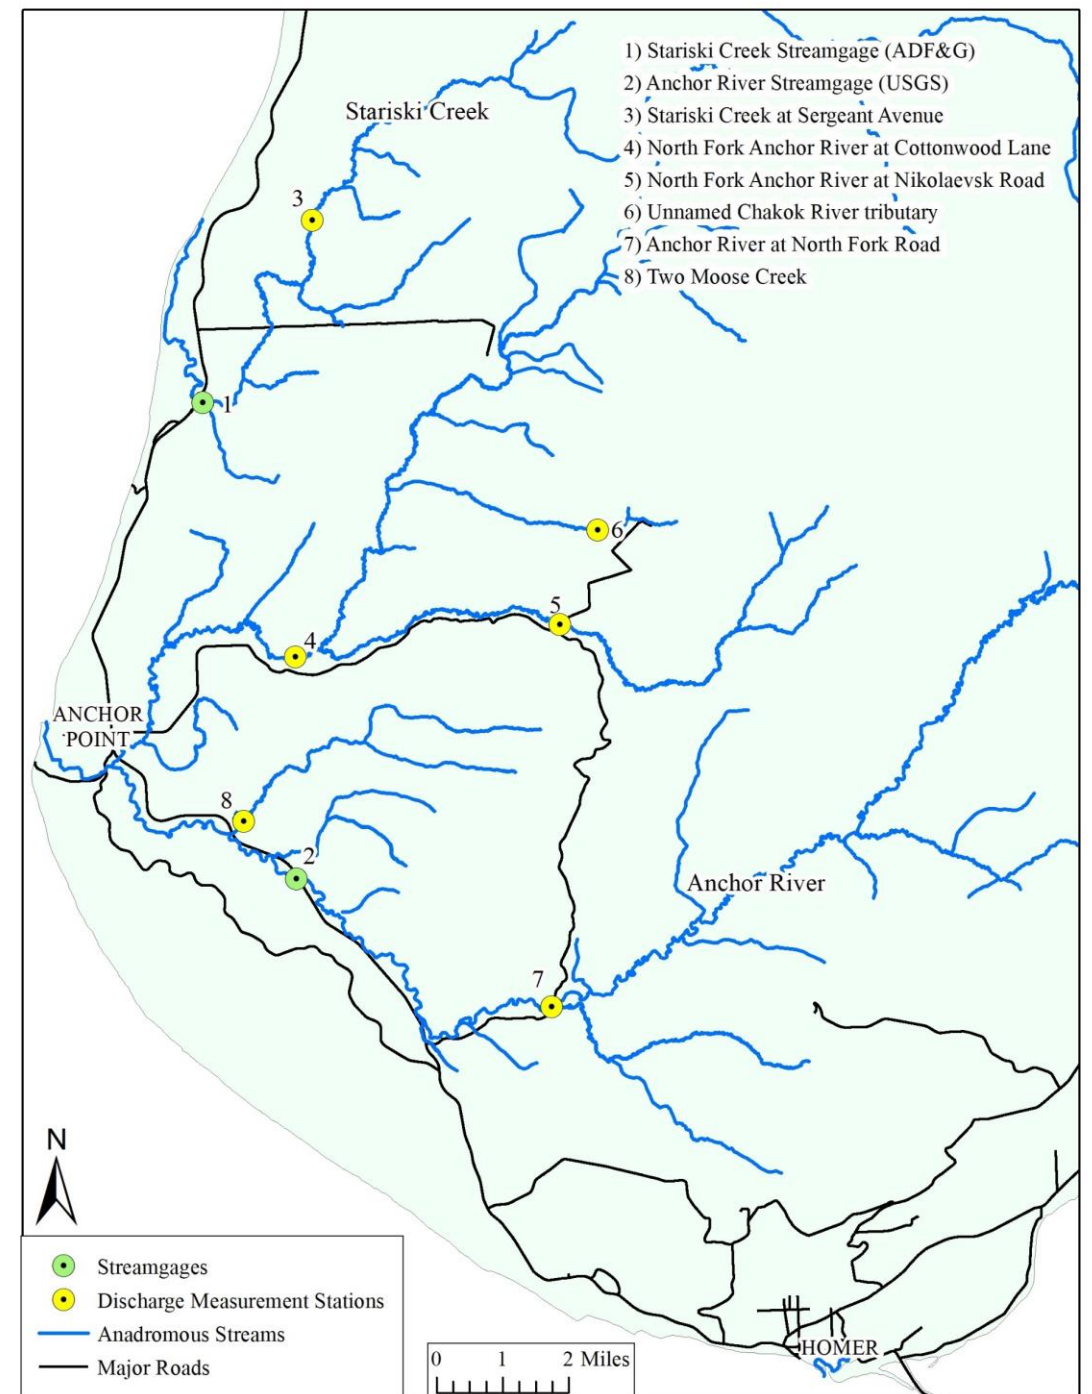 1) Stariski Creek Streamgage (ADF&G)
2) Anchor River Streamgage (USGS)
3) Stariski Creek at Sergeant Avenue
4) North Fork Anchor River at Cottonwood Lane
5) North Fork Anchor River at Nikolaevsk Road
6) Unnamed Chakok River tributary
7) Anchor River at North Fork Road
8) Two Moose Creek
Stariski Creek
3
1
6
5
4
ANCHOR
POINT
8
2
Anchor River
7
N
Streamgages
Discharge Measurement Stations
Anadromous Streams
Major Roads
0 1 2 Miles
HOMER